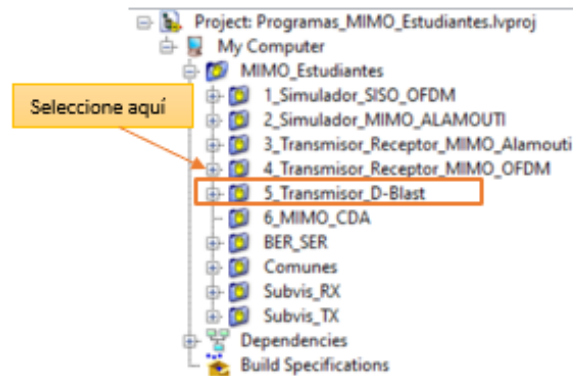 Project: Programas_MIMO_Estudiantes.lvproj
My Computer
MIMO_Estudiantes
Seleccione aquí
1_Simulador_SISO_OFDM
2_Simulador_MIMO_ALAMOUTI
3_Transmisor_Receptor_MIMO_Alamouti
4_Transmisor_Receptor_MIMO_OFDM
5_Transmisor_D-Blast
6_MIMO_CDA
BER_SER
Comunes
Subvis_RX
Subvis_TX
Dependencies
Build Specifications